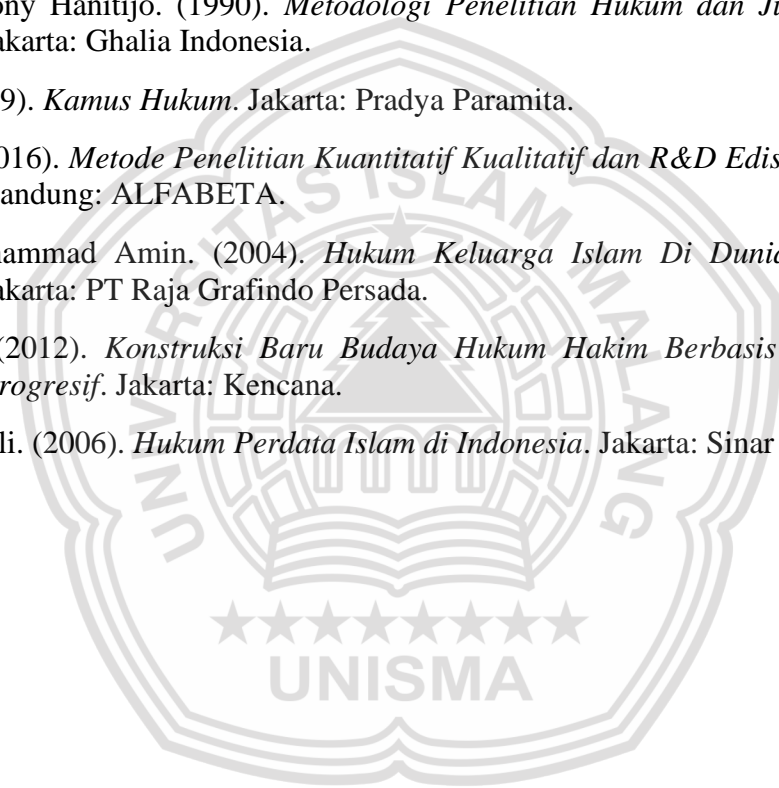 ony Hanitijo. (1990). Metodologi Penelitian Hukum dan Ju
akarta: Ghalia Indonesia.
9). Kamus Hukum. Jakarta: Pradya Paramita.
016). Metode Penelitian Kuantitatif Kualitatif dan R&D Edis
andung: ALFABETA.
ammad Amin. (2004). Hukum Keluarga Islam Di Dunia
akarta: PT Raja Grafindo Persada.
(2012). Konstruksi Baru Budaya Hukum Hakim Berbasis
rogresif. Jakarta: Kencana.
li. (2006). Hukum Perdata Islam di Indonesia. Jakarta: Sinar
UNIVERSITAS ISLAM MALANG
UNISMA